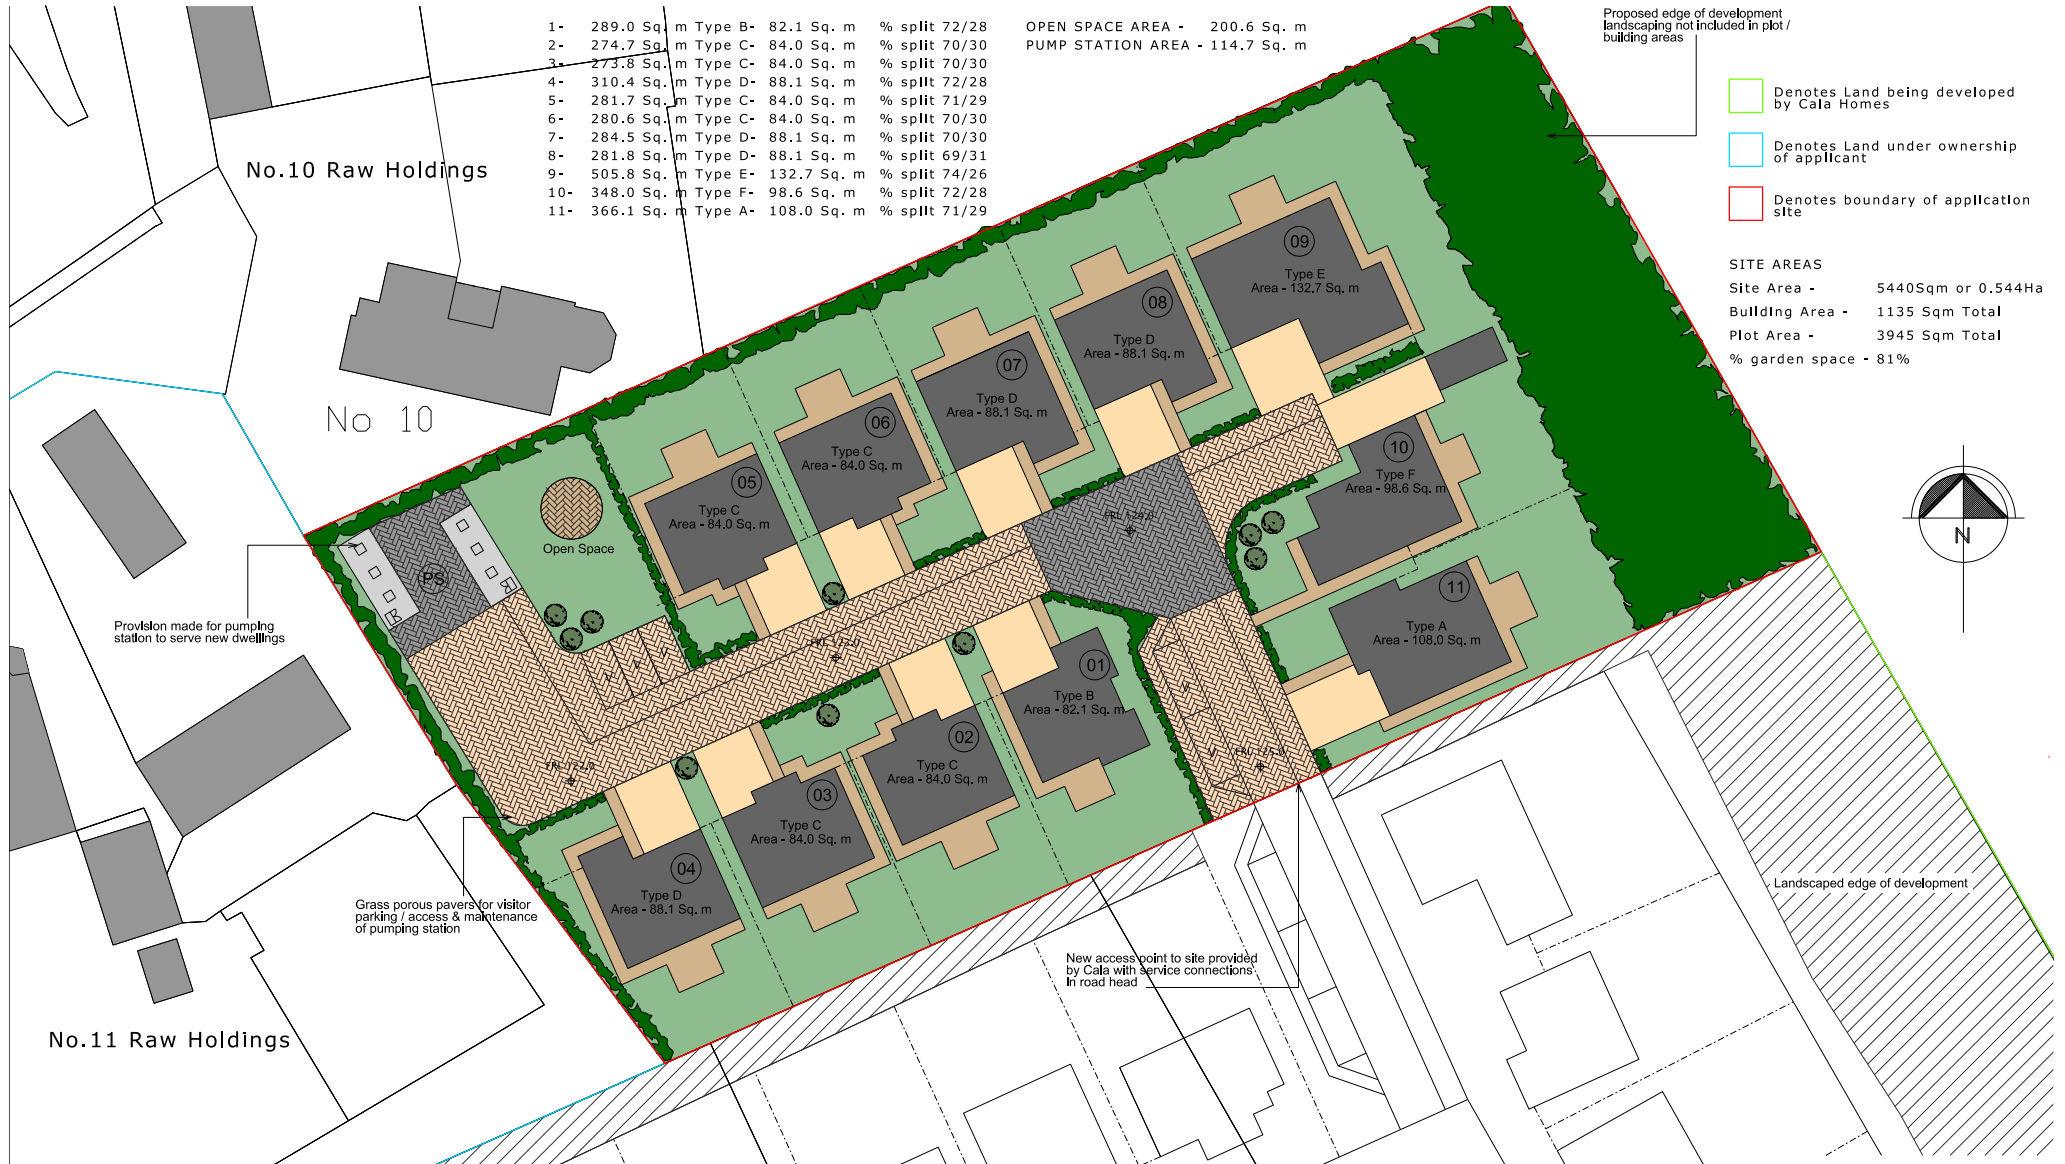 1- 289.0 Sq. m Type B- 82.1 Sq. m % split 72/28
2- 274.7 Sq. m Type C- 84.0 Sq. m % split 70/30
3- 273.8 Sq. m Type C- 84.0 Sq. m % split 70/30
4- 310.4 Sq. m Type D- 88.1 Sq. m % split 72/28
5- 281.7 Sq. m Type C- 84.0 Sq. m % split 71/29
6- 280.6 Sq. m Type C- 84.0 Sq. m % split 70/30
7- 284.5 Sq. m Type D- 88.1 Sq. m % split 70/30
8- 281.8 Sq. m Type D- 88.1 Sq. m % split 69/31
9- 505.8 Sq. m Type E- 132.7 Sq. m % split 74/26
10- 348.0 Sq. m Type F- 98.6 Sq. m % split 72/28
11- 366.1 Sq. m Type A- 108.0 Sq. m % split 71/29
OPEN SPACE AREA - 200.6 Sq. m
PUMP STATION AREA - 114.7 Sq. m
Proposed edge of development
landscaping not included in plot /
building areas
Denotes Land being developed
by Cala Homes
Denotes Land under ownership
of applicant
Denotes boundary of application
site
SITE AREAS
Site Area - 5440Sqm or 0.544Ha
Building Area - 1135 Sqm Total
Plot Area - 3945 Sqm Total
% garden space - 81%
N
No.10 Raw Holdings
No 10
09
Type E
Area - 132.7 Sq. m
08
Type D
Area - 88.1 Sq. m
07
Type D
Area - 88.1 Sq. m
06
Type C
Area - 84.0 Sq. m
05
Type C
Area - 84.0 Sq. m
10
Type F
Area - 98.6 Sq. m
11
Type A
Area - 108.0 Sq. m
Open Space
PS
FRL 124.0
FRL 123.0
FRL 122.0
FRL 125.0
V
V
V
V
01
Type B
Area - 82.1 Sq. m
02
Type C
Area - 84.0 Sq. m
03
Type C
Area - 84.0 Sq. m
04
Type D
Area - 88.1 Sq. m
Provision made for pumping
station to serve new dwellings
Grass porous pavers for visitor
parking / access & maintenance
of pumping station
New access point to site provided
by Cala with service connections
in road head
Landscaped edge of development
No.11 Raw Holdings